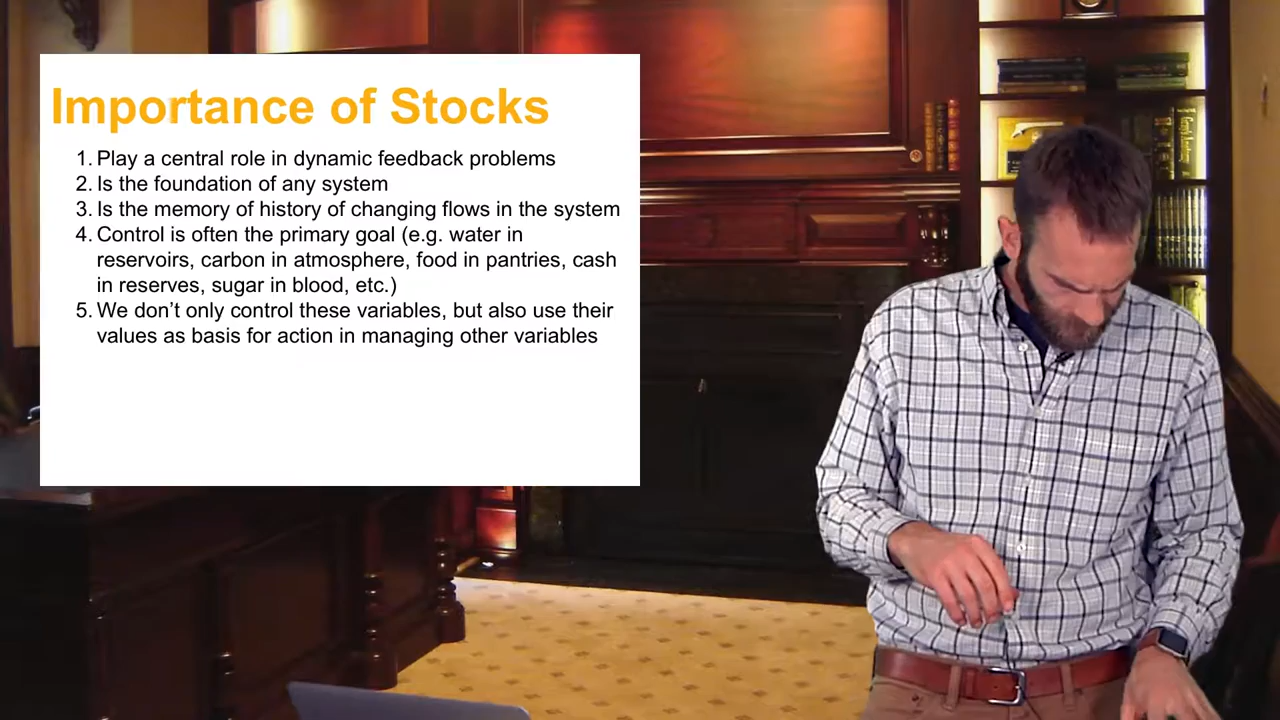 Importance of Stocks
1. Play a central role in dynamic feedback problems
2. Is the foundation of any system
3. Is the memory of history of changing flows in the system
4. Control is often the primary goal (e.g. water in
reservoirs, carbon in atmosphere, food in pantries, cash
in reserves, sugar in blood, etc.)
5. We don’t only control these variables, but also use their
values as basis for action in managing other variables